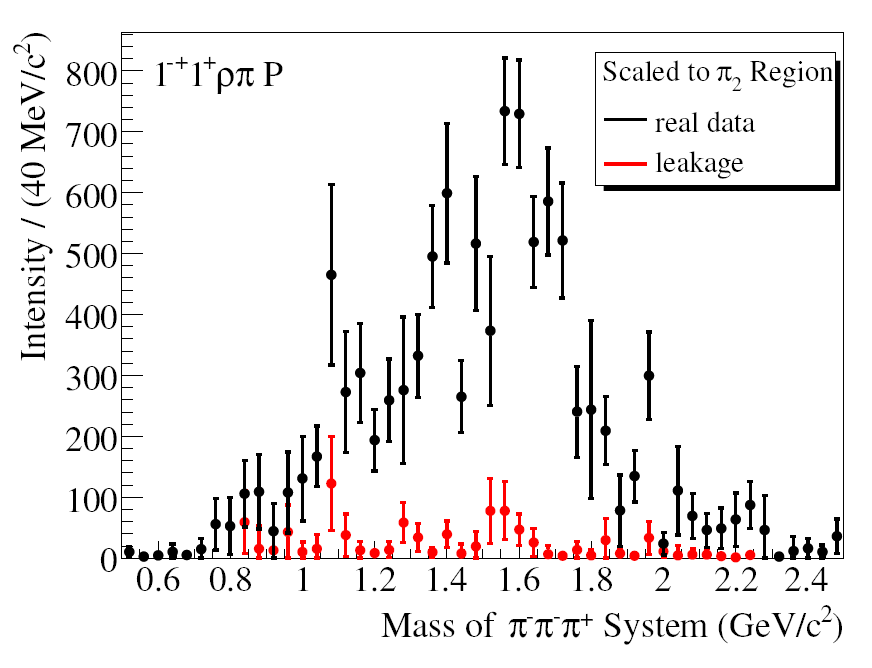 1⁻⁺1⁺ρπ P
Scaled to π₂ Region
real data
leakage
Intensity / (40 MeV/c²)
800
700
600
500
400
300
200
100
0
0.6 0.8 1 1.2 1.4 1.6 1.8 2 2.2 2.4
Mass of π⁻π⁻π⁺ System (GeV/c²)